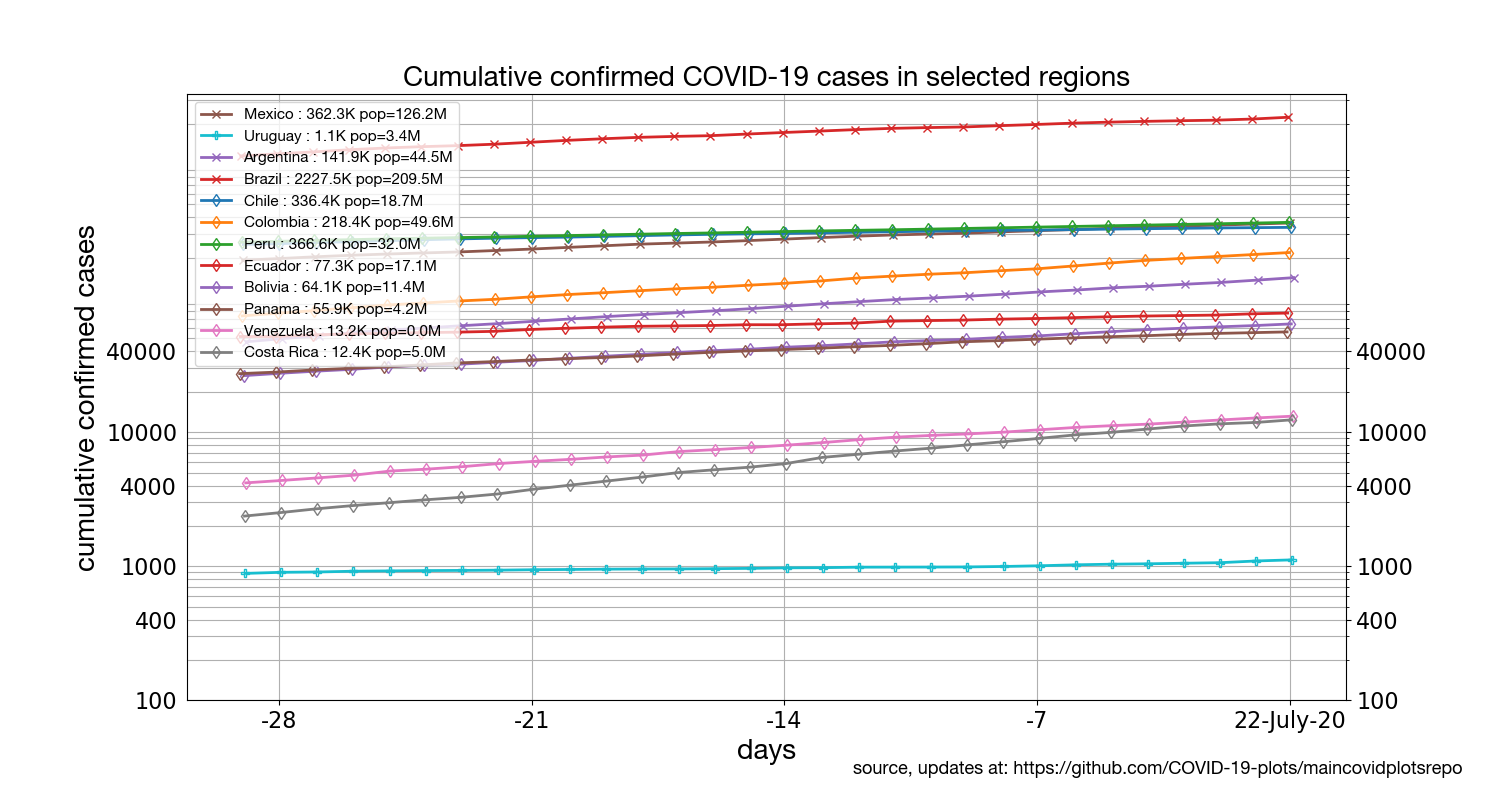 Cumulative confirmed COVID-19 cases in selected regions
Mexico : 362.3K pop=126.2M
Uruguay : 1.1K pop=3.4M
Argentina : 141.9K pop=44.5M
Brazil : 2227.5K pop=209.5M
Chile : 336.4K pop=18.7M
Colombia : 218.4K pop=49.6M
Peru : 366.6K pop=32.0M
Ecuador : 77.3K pop=17.1M
Bolivia : 64.1K pop=11.4M
Panama : 55.9K pop=4.2M
Venezuela : 13.2K pop=0.0M
Costa Rica : 12.4K pop=5.0M
cumulative confirmed cases
40000 40000
10000 10000
4000 4000
1000 1000
400 400
100 100
-28 -21 -14 -7 22-July-20
days
source, updates at: https://github.com/COVID-19-plots/maincovidplotsrepo